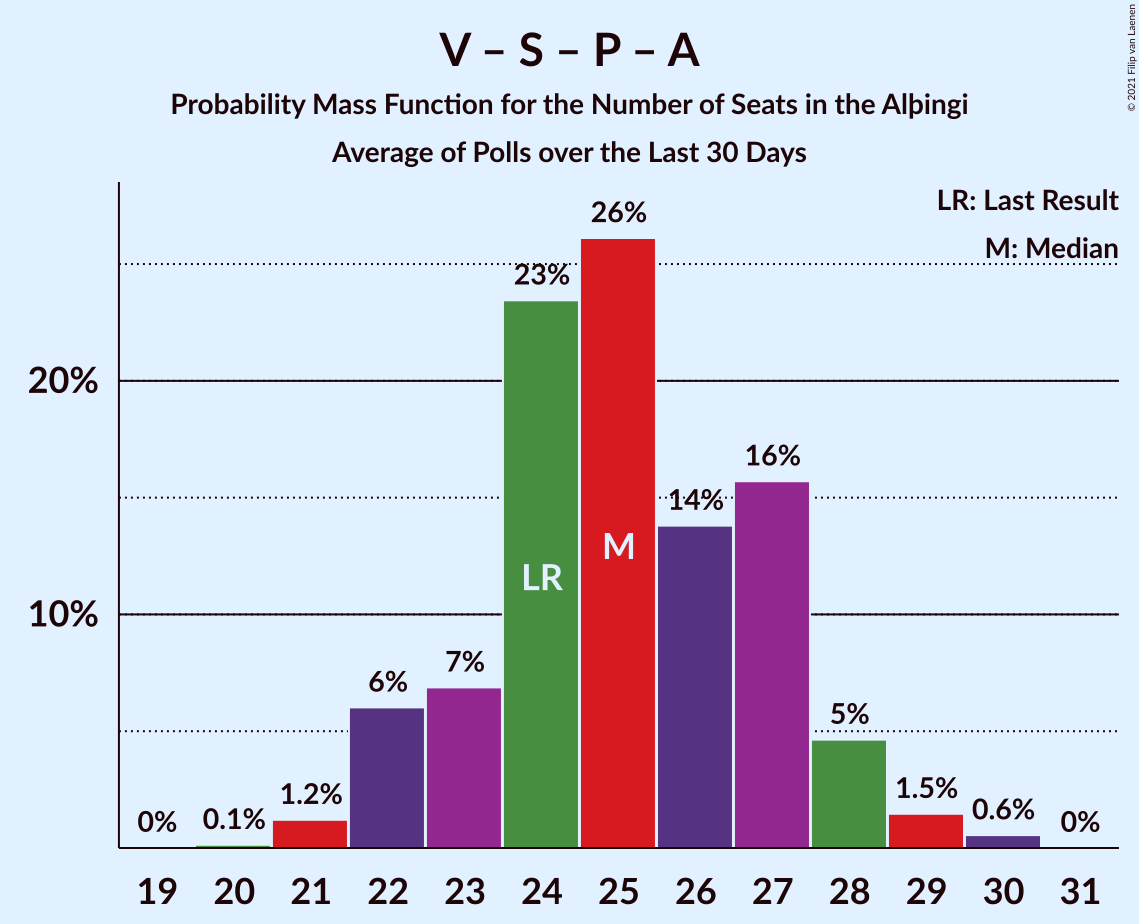 V – S – P – A
Probability Mass Function for the Number of Seats in the Alþingi
Average of Polls over the Last 30 Days
© 2021 Filip van Laenen
LR: Last Result
M: Median
20%
10%
0%
0.1%
1.2%
6%
7%
23%
26%
14%
16%
5%
1.5%
0.6%
0%
LR
M
19 20 21 22 23 24 25 26 27 28 29 30 31